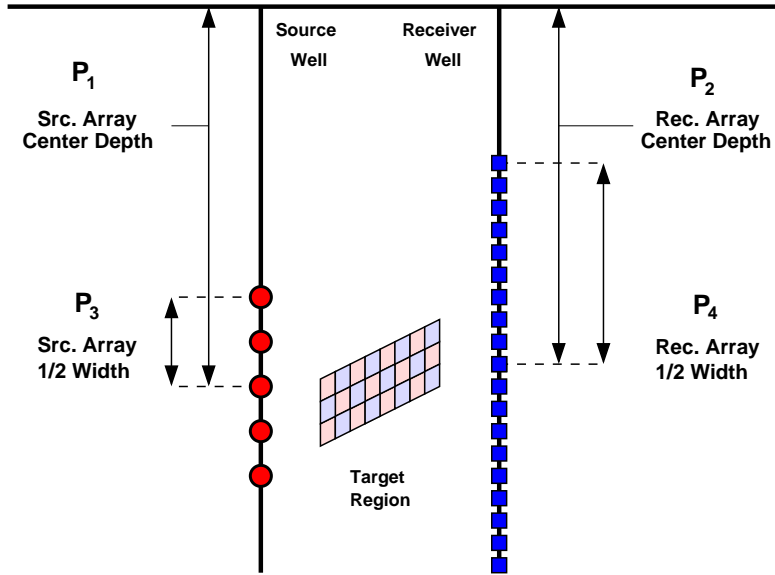 Source
Well
Receiver
Well
P1
Src. Array
Center Depth
P2
Rec. Array
Center Depth
P3
Src. Array
1/2 Width
P4
Rec. Array
1/2 Width
Target
Region